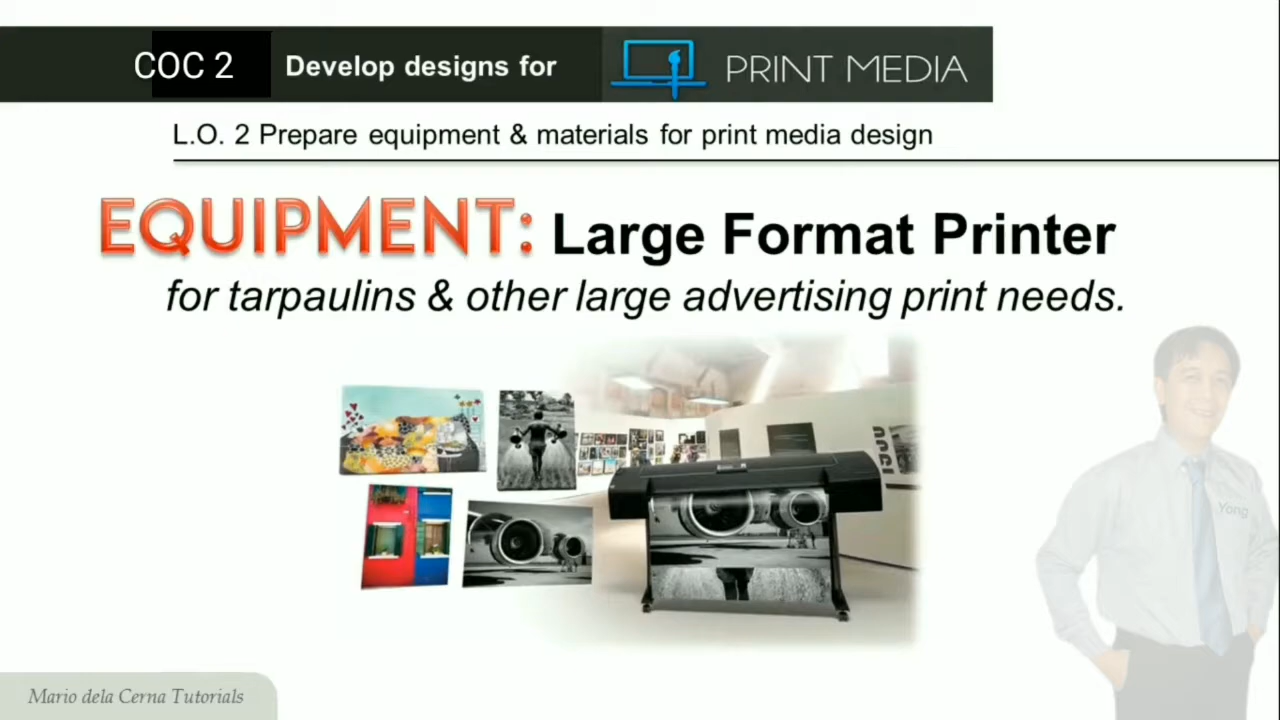 COC 2 Develop designs for PRINT MEDIA
L.O. 2 Prepare equipment & materials for print media design
EQUIPMENT: Large Format Printer
for tarpaulins & other large advertising print needs.
Yong
Mario dela Cerna Tutorials